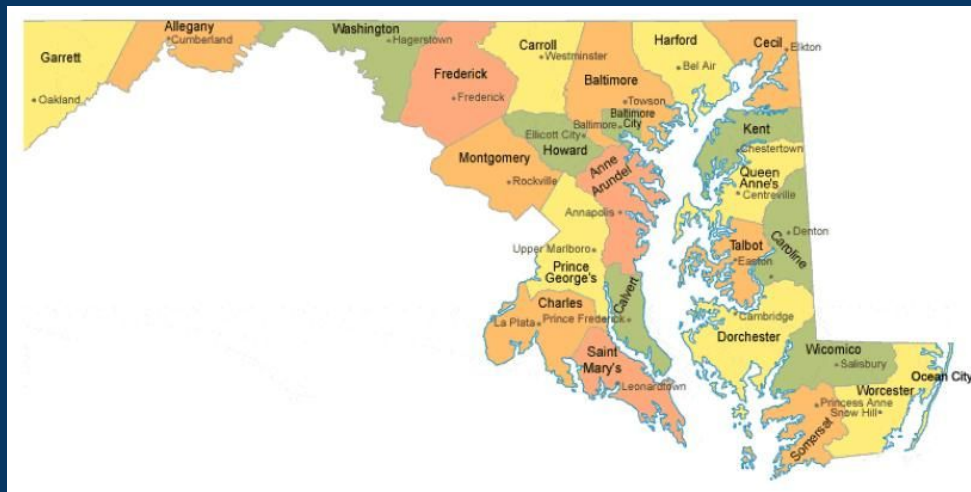 Allegany
Cumberland
Washington
Hagerstown
Garrett
Oakland
Frederick
Frederick
Carroll
Westminster
Baltimore
Towson
Harford
Bel Air
Cecil
Elkton
Baltimore
City
Baltimore
Ellicott City
Howard
Kent
Chestertown
Montgomery
Rockville
Anne
Arundel
Annapolis
Queen
Anne's
Centreville
Denton
Caroline
Talbot
Easton
Upper Marlboro
Prince
George's
Calvert
Charles
La Plata
Prince Frederick
Cambridge
Dorchester
Saint
Mary's
Leonardtown
Wicomico
Salisbury
Ocean City
Worcester
Princess Anne
Snow Hill
Somerset